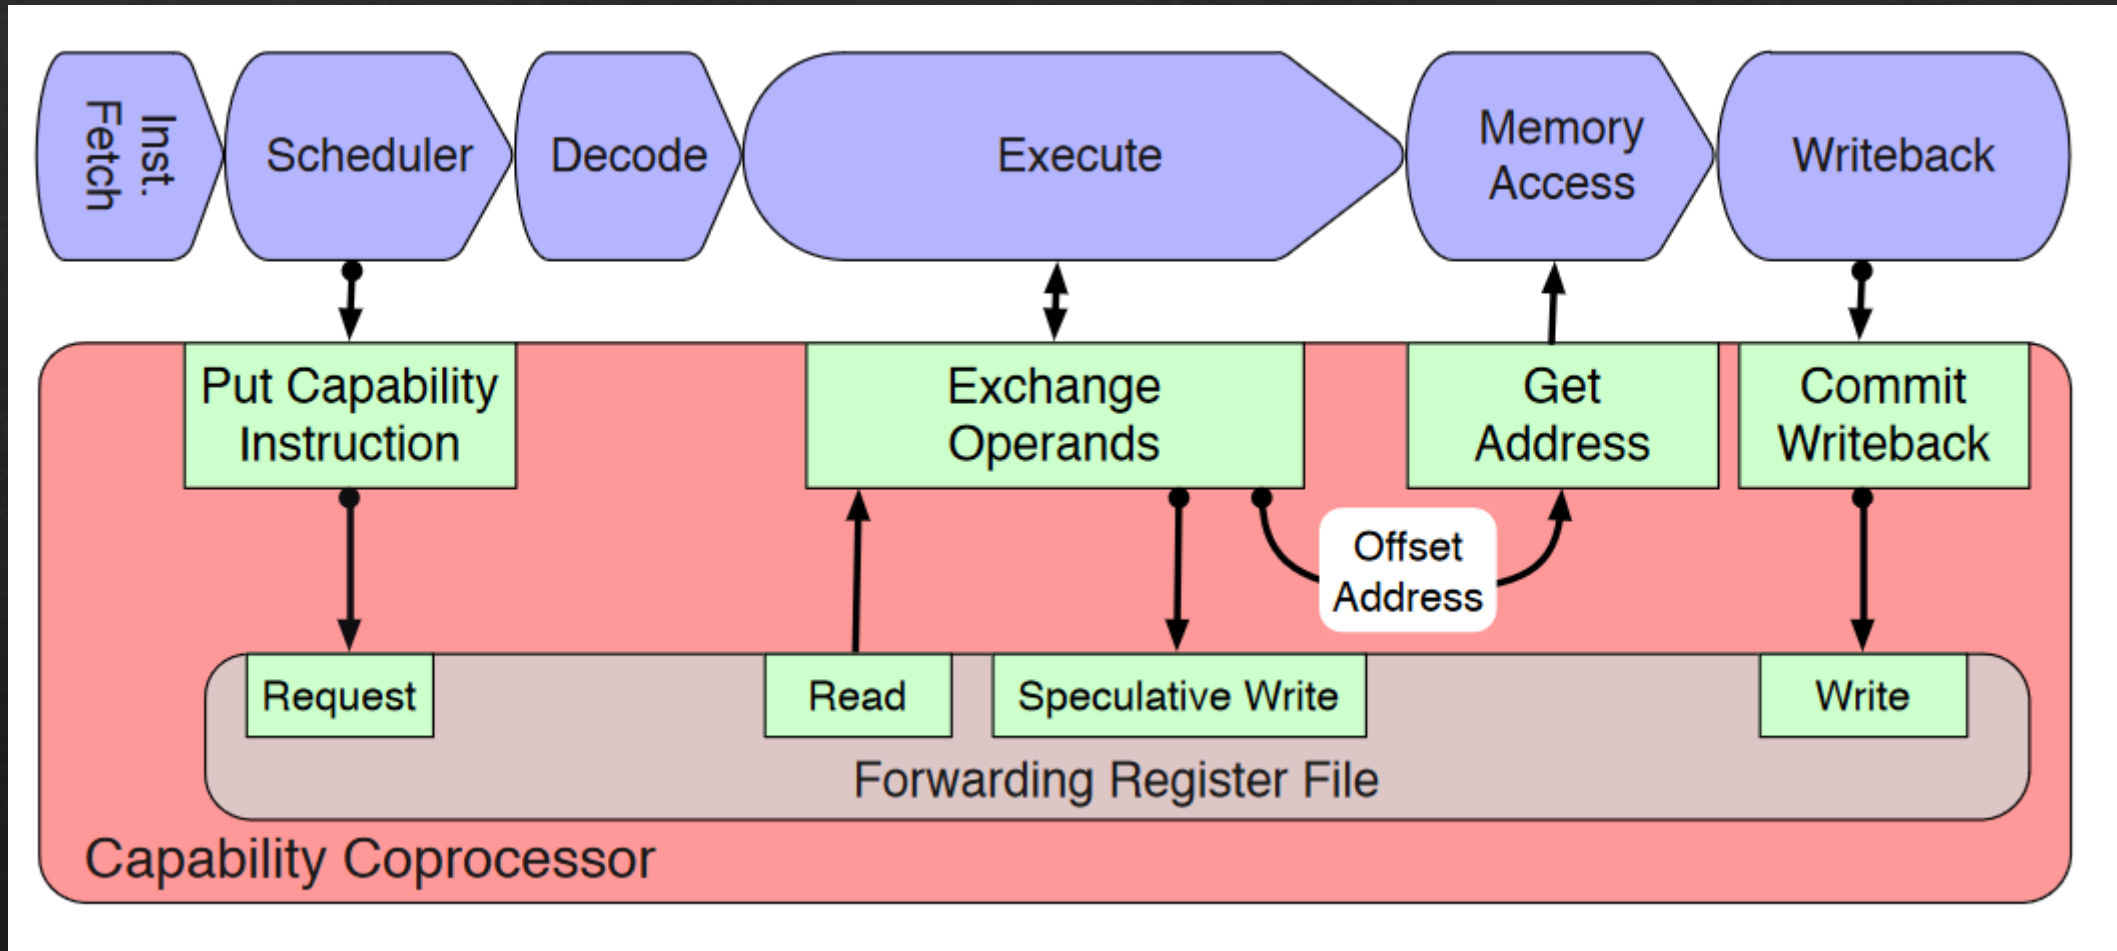 Inst.
Fetch
Scheduler
Decode
Execute
Memory
Access
Writeback
Put Capability
Instruction
Exchange
Operands
Get
Address
Commit
Writeback
Offset
Address
Request
Read
Speculative Write
Write
Forwarding Register File
Capability Coprocessor